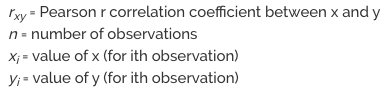 rxy = Pearson r correlation coefficient between x and y
n = number of observations
xi = value of x (for ith observation)
yi = value of y (for ith observation)